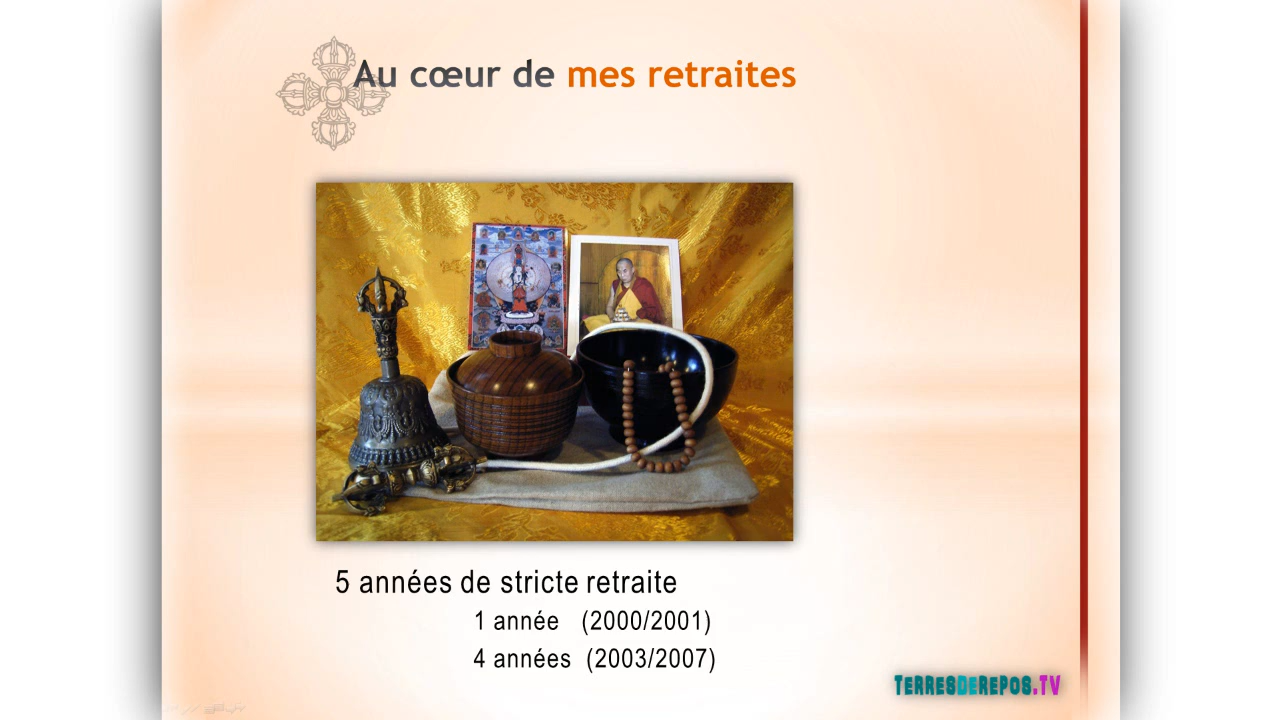 Au cœur de mes retraites
5 années de stricte retraite
1 année (2000/2001)
4 années (2003/2007)
TERRESDEREPOS.TV